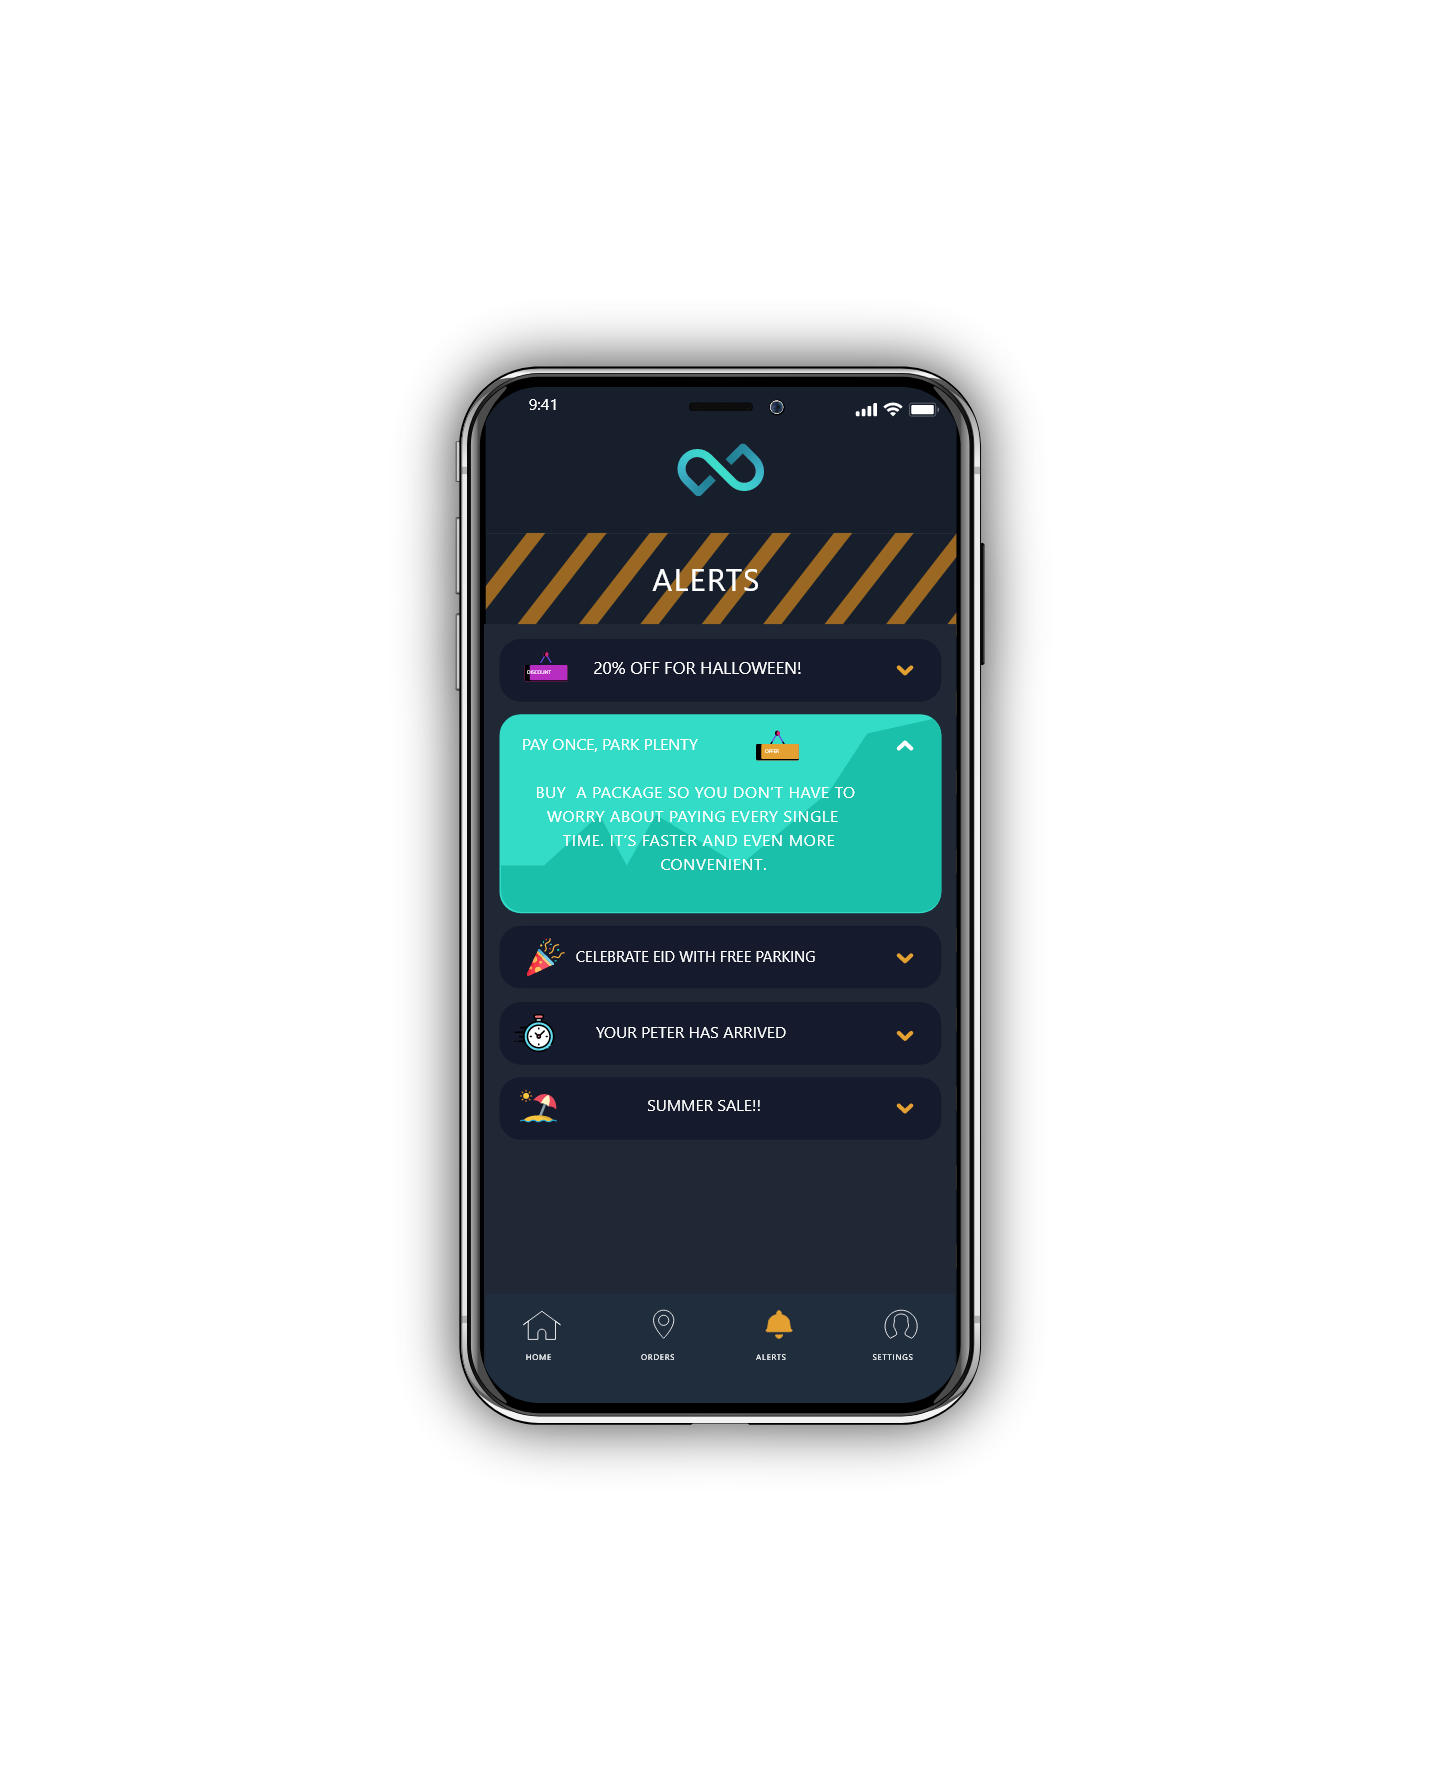 9:41
ALERTS
DISCOUNT
20% OFF FOR HALLOWEEN!
PAY ONCE, PARK PLENTY
OFFER
BUY  A PACKAGE SO YOU DON'T HAVE TO
WORRY ABOUT PAYING EVERY SINGLE
TIME. IT'S FASTER AND EVEN MORE
CONVENIENT.
CELEBRATE EID WITH FREE PARKING
YOUR PETER HAS ARRIVED
SUMMER SALE!!
HOME
ORDERS
ALERTS
SETTINGS